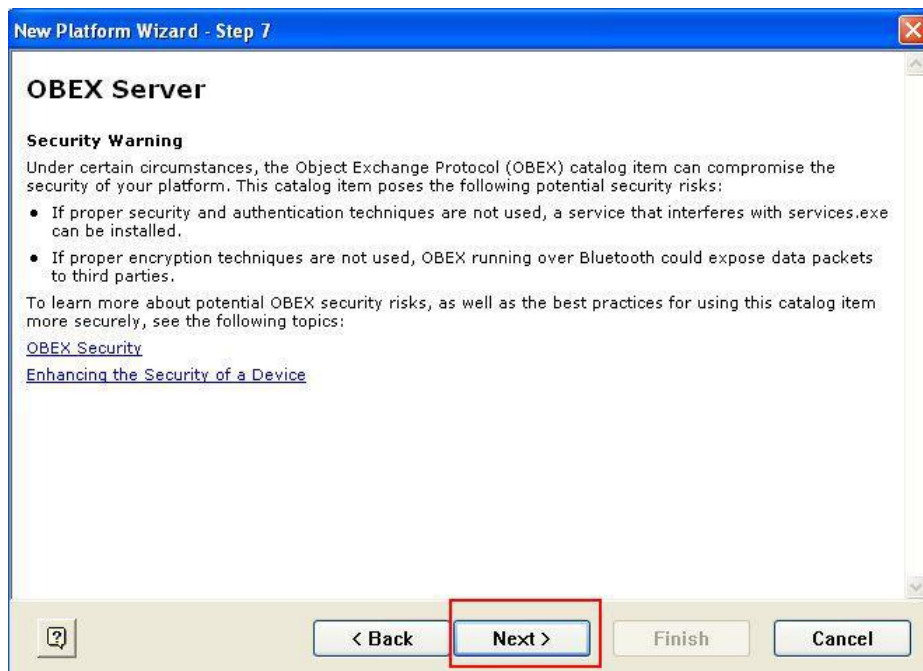 New Platform Wizard - Step 7
OBEX Server
Security Warning
Under certain circumstances, the Object Exchange Protocol (OBEX) catalog item can compromise the
security of your platform. This catalog item poses the following potential security risks:
• If proper security and authentication techniques are not used, a service that interferes with services.exe
can be installed.
• If proper encryption techniques are not used, OBEX running over Bluetooth could expose data packets
to third parties.
To learn more about potential OBEX security risks, as well as the best practices for using this catalog item
more securely, see the following topics:
OBEX Security
Enhancing the Security of a Device
? < Back Next > Finish Cancel